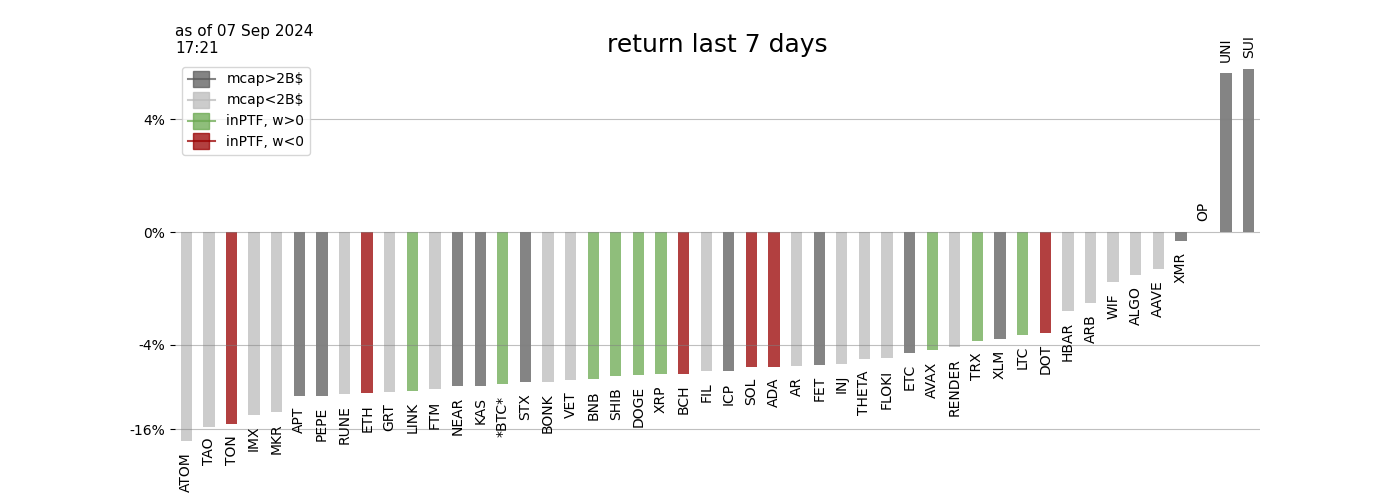 as of 07 Sep 2024
17:21
return last 7 days
mcap>2B$
mcap<2B$
inPTF, w>0
inPTF, w<0
4%
0%
-4%
-16%
ATOM
TAO
TON
IMX
MKR
APT
PEPE
RUNE
ETH
GRT
LINK
FTM
NEAR
KAS
*BTC*
STX
BONK
VET
BNB
SHIB
DOGE
XRP
BCH
FIL
ICP
SOL
ADA
AR
FET
INJ
THETA
FLOKI
ETC
AVAX
RENDER
TRX
XLM
LTC
DOT
HBAR
ARB
WIF
ALGO
AAVE
XMR
OP
UNI
SUI